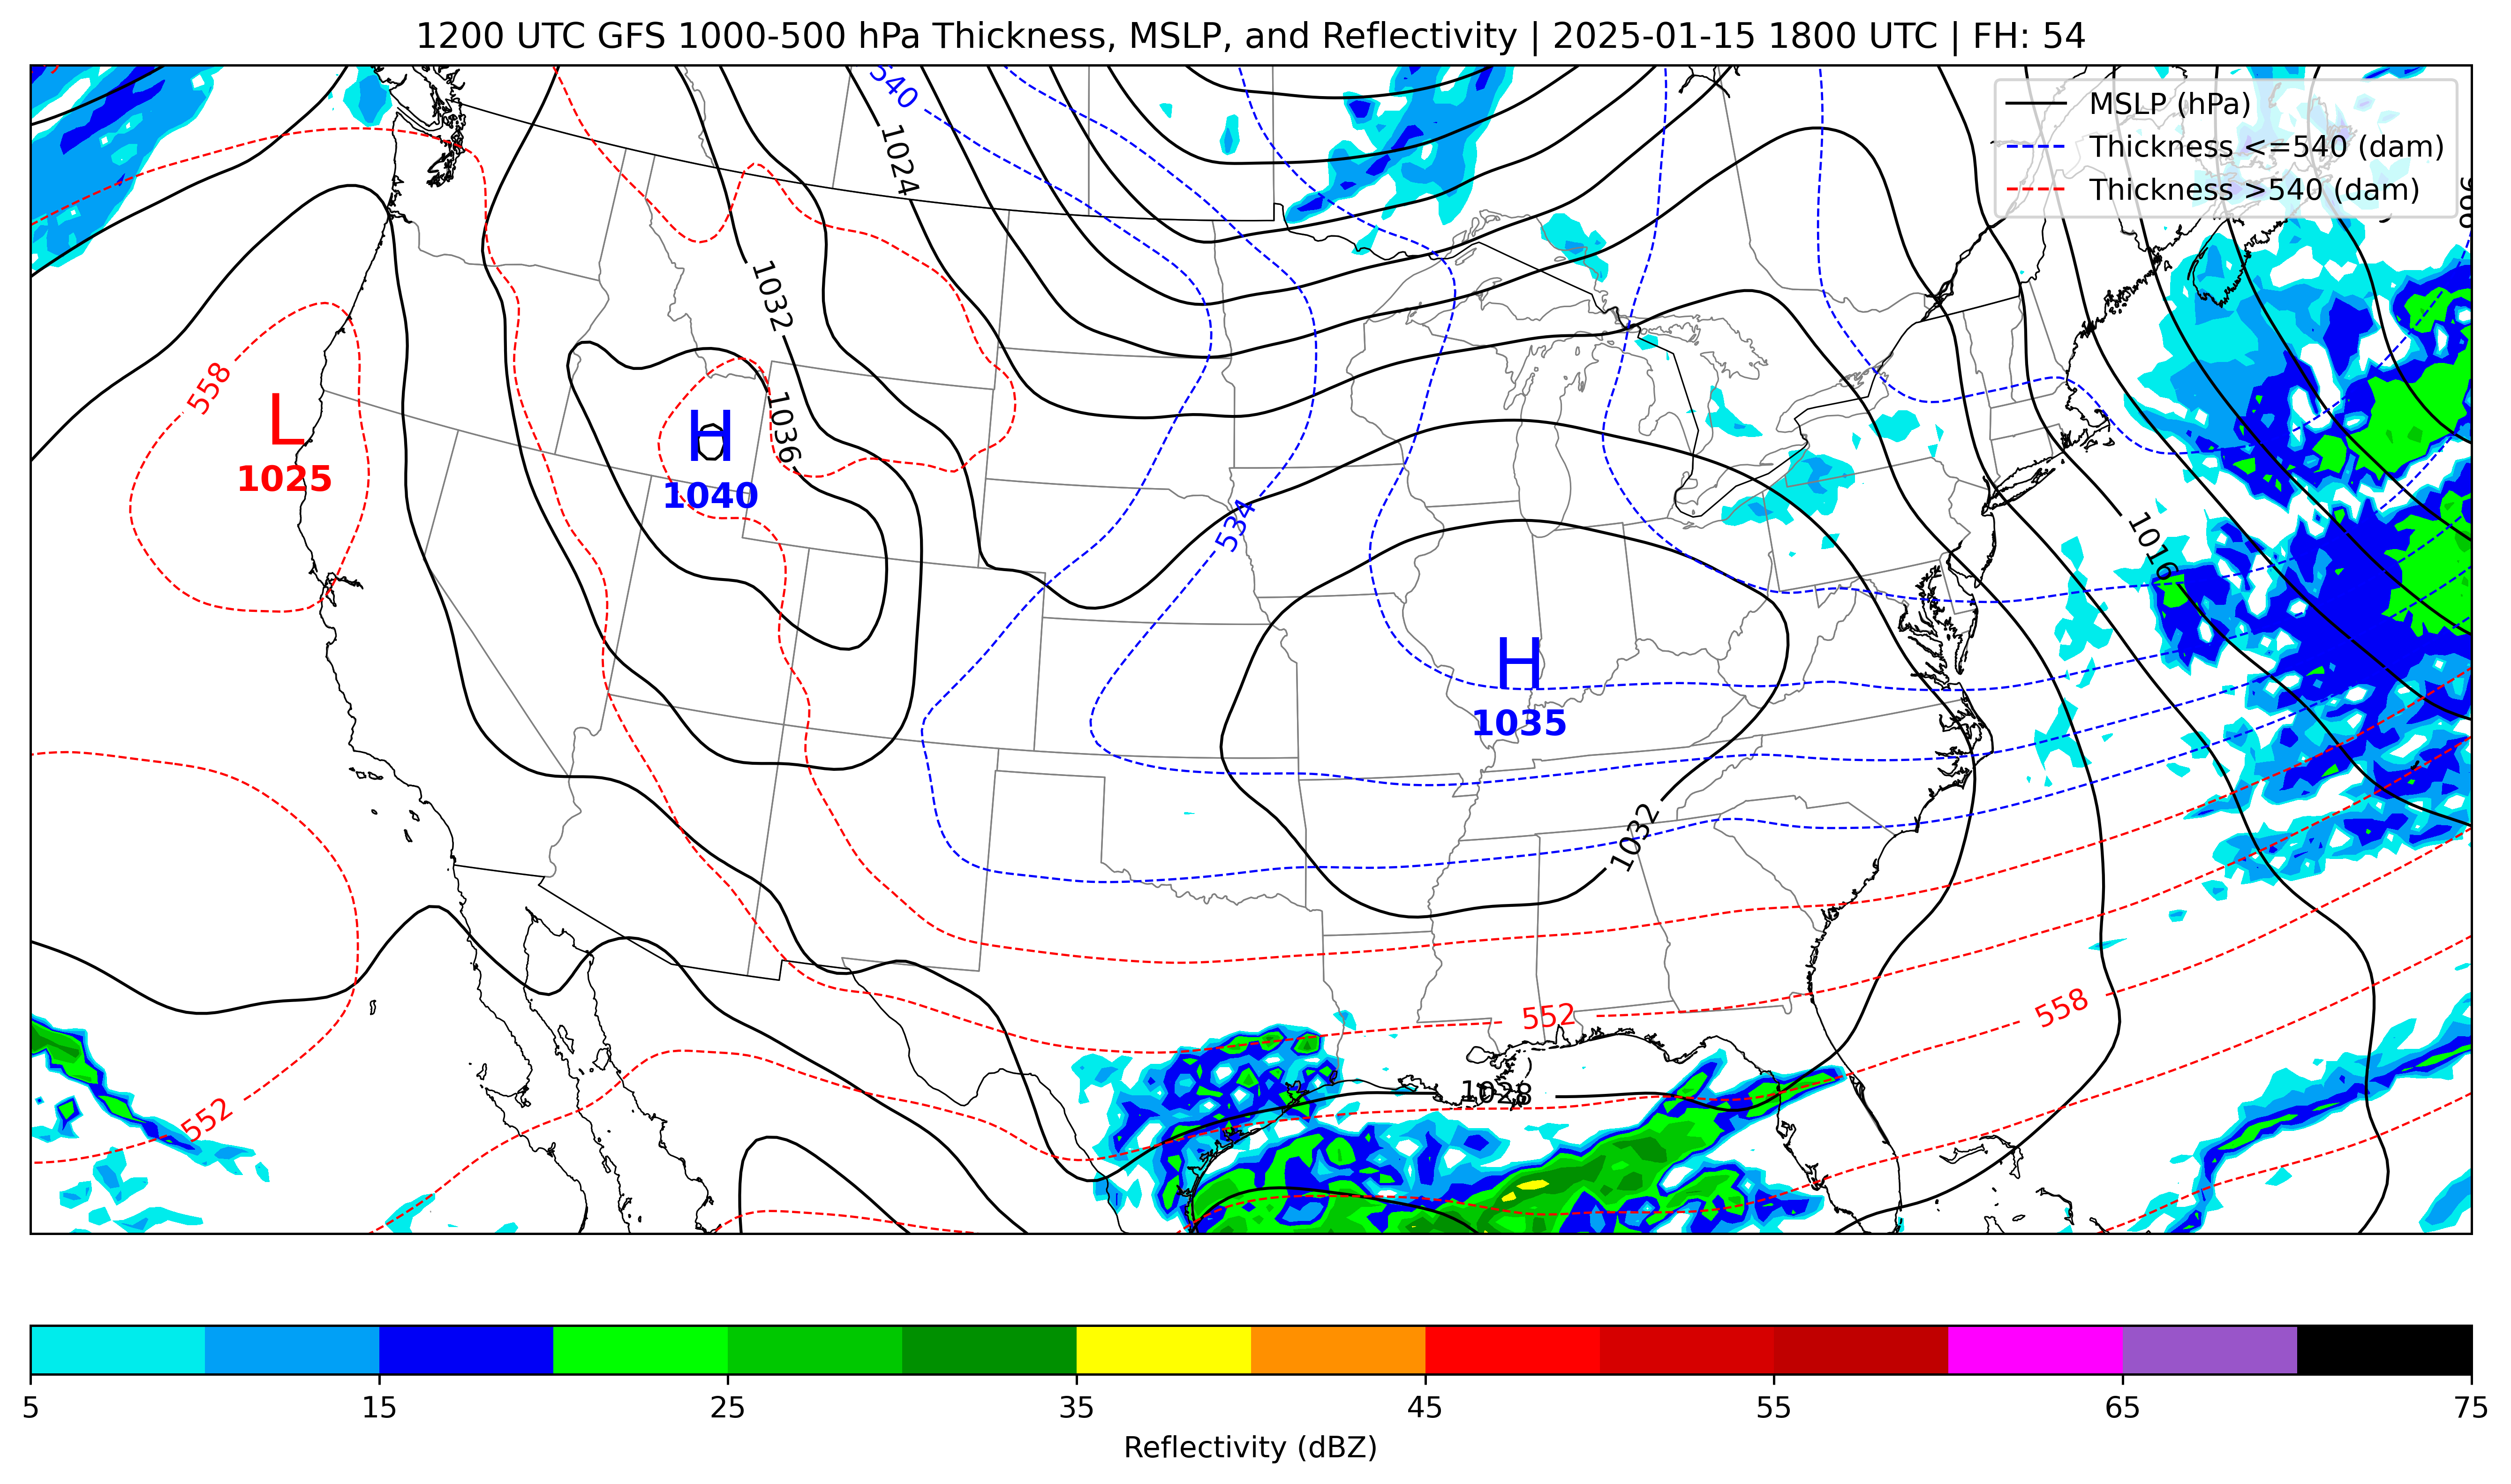 1200 UTC GFS 1000-500 hPa Thickness, MSLP, and Reflectivity | 2025-01-15 1800 UTC | FH: 54
MSLP (hPa)
Thickness <=540 (dam)
Thickness >540 (dam)
540
1024
996
1032
558
L
1025
H
1040
1036
534
1016
H
1035
1032
552
558
1028
552
5 15 25 35 45 55 65 75
Reflectivity (dBZ)